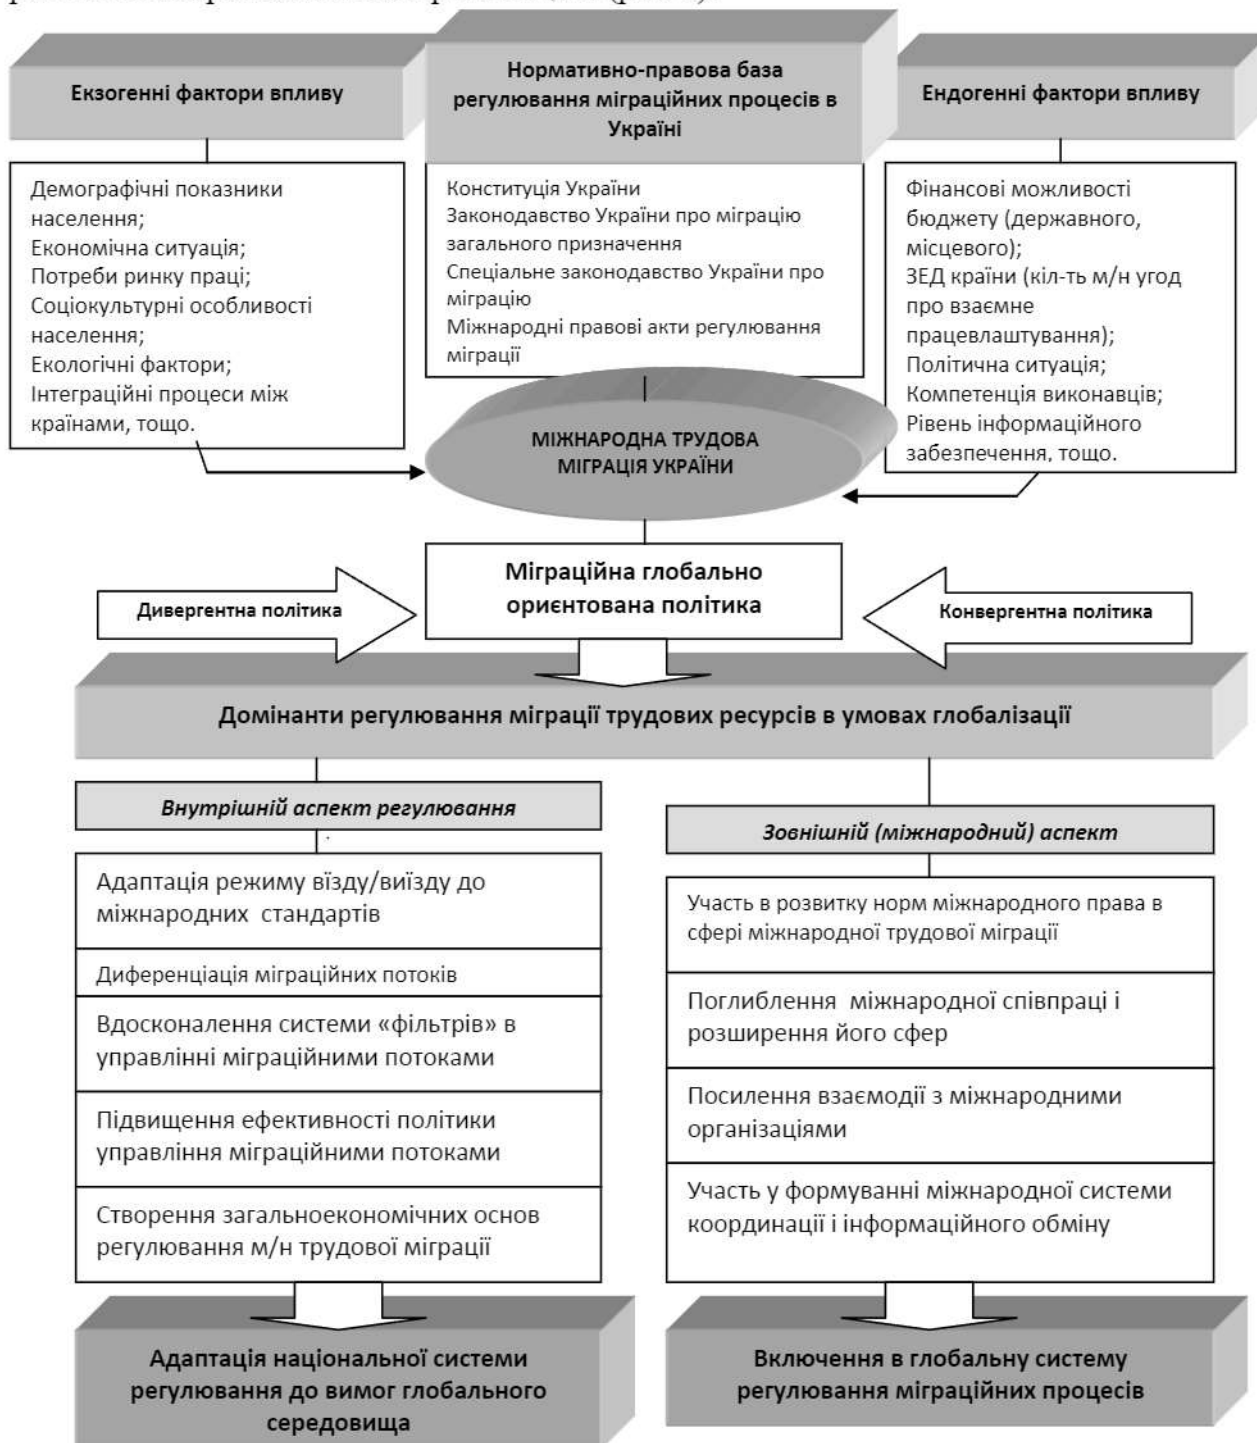 Екзогенні фактори впливу
Демографічні показники
населення;
Економічна ситуація;
Потреби ринку праці;
Соціокультурні особливості
населення;
Екологічні фактори;
Інтеграційні процеси між
країнами, тощо.
Нормативно-правова база
регулювання міграційних процесів в
Україні
Конституція України
Законодавство України про міграцію
загального призначення
Спеціальне законодавство України про
міграцію
Міжнародні правові акти регулювання
міграції
Ендогенні фактори впливу
Фінансові можливості
бюджету (державного,
місцевого);
ЗЕД країни (кіл-ть м/н угод
про взаємне
працевлаштування);
Політична ситуація;
Компетенція виконавців;
Рівень інформаційного
забезпечення, тощо.
МІЖНАРОДНА ТРУДОВА
МІГРАЦІЯ УКРАЇНИ
Дивергентна політика
Міграційна глобально
ориєнтована політика
Конвергентна політика
Домінанти регулювання міграції трудових ресурсів в умовах глобалізації
Внутрішній аспект регулювання
Адаптація режиму вїзду/виїзду до
міжнародних стандартів
Диференціація міграційних потоків
Вдосконалення системи «фільтрів» в
управлінні міграційними потоками
Підвищення ефективності політики
управління міграційними потоками
Створення загальноекономічних основ
регулювання м/н трудової міграції
Адаптація національної системи
регулювання до вимог глобального
середовища
Зовнішній (міжнародний) аспект
Участь в розвитку норм міжнародного права в
сфері міжнародної трудової міграції
Поглиблення міжнародної співпраці і
розширення його сфер
Посилення взаємодії з міжнародними
організаціями
Участь у формуванні міжнародної системи
координації і інформаційного обміну
Включення в глобальну систему
регулювання міграційних процесів